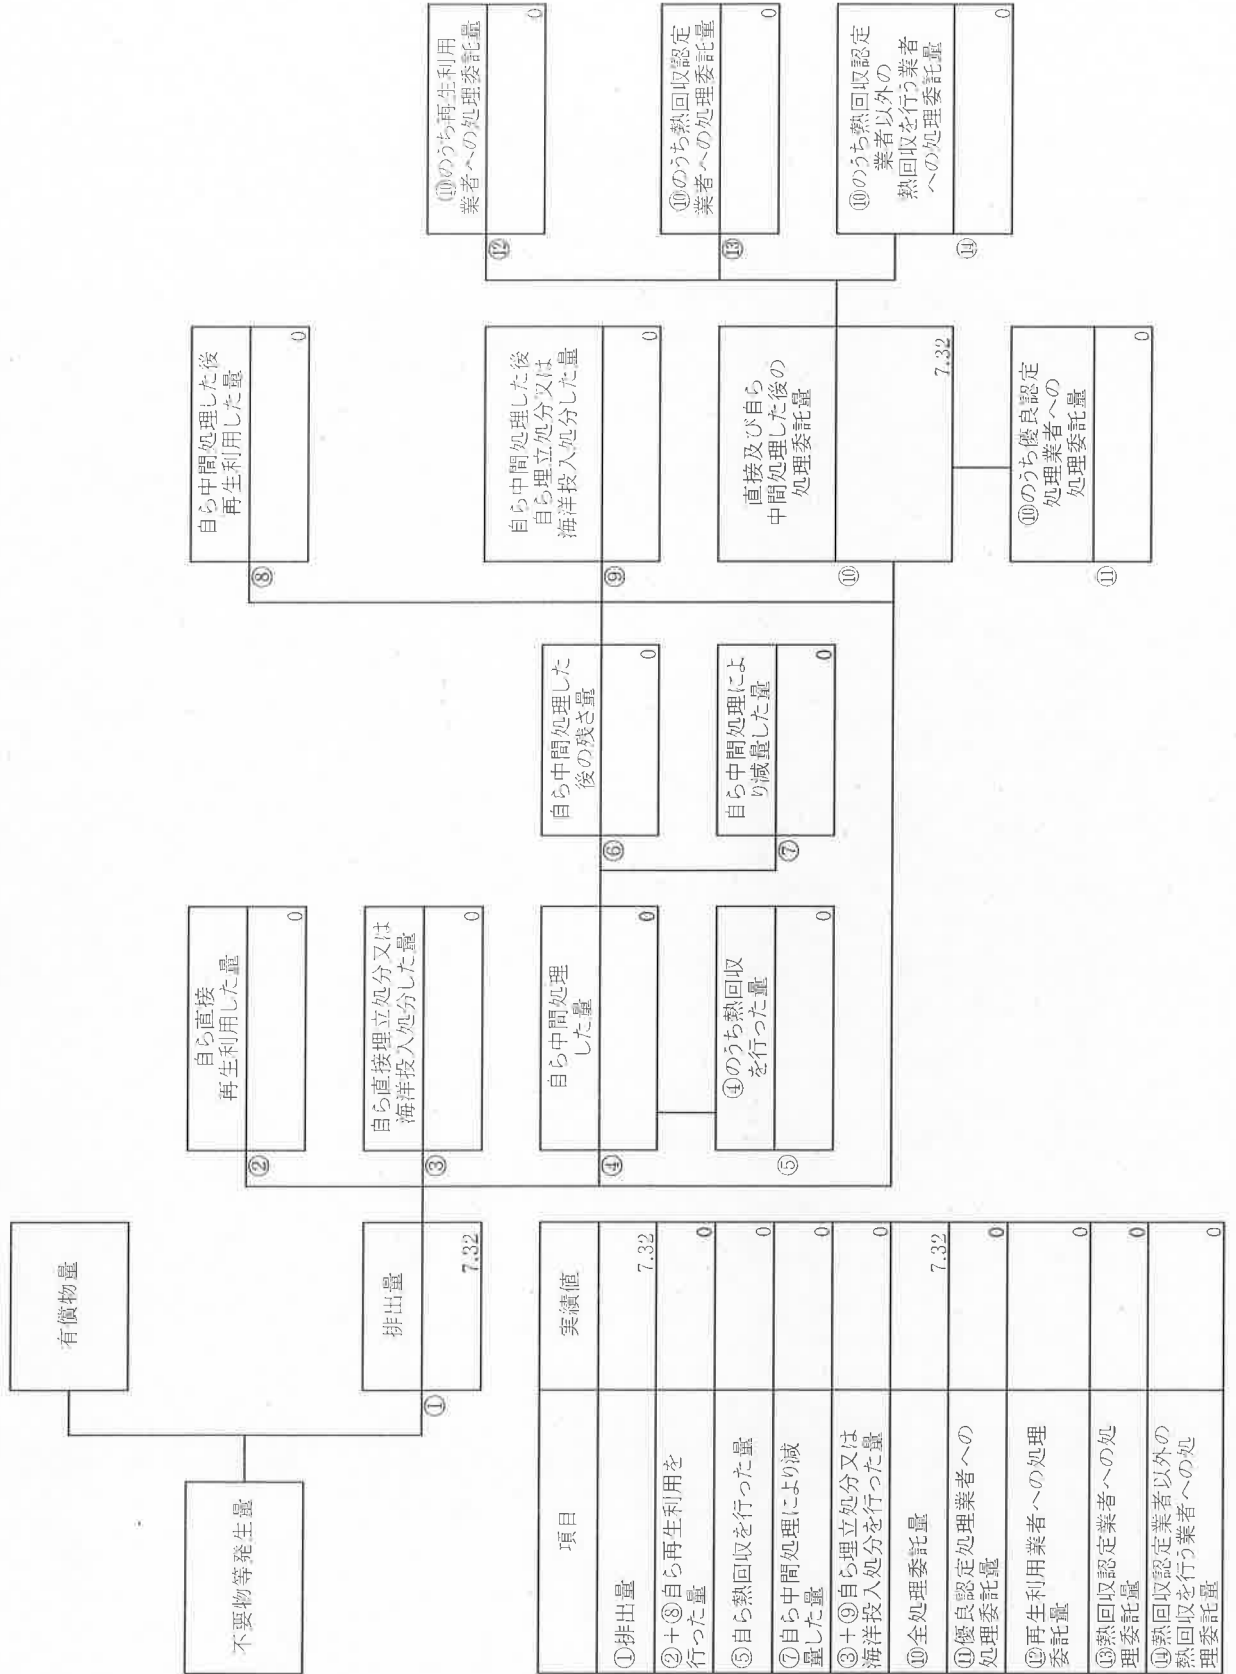 有償物量
不要物等発生量
排出量
①
7.32
自ら直接
再生利用した量
②
0
自ら直接埋立処分又は
海洋投入処分した量
③
0
自ら中間処理
した量
④
0
④のうち熱回収
を行った量
⑤
0
自ら中間処理した
後の残さ量
⑥
0
自ら中間処理によ
り減量した量
⑦
0
自ら中間処理した後
再生利用した量
⑧
0
自ら中間処理した後
自ら埋立処分又は
海洋投入処分した量
⑨
0
直接及び自ら
中間処理した後の
処理委託量
⑩
7.32
⑩のうち優良認定
処理業者への
処理委託量
⑪
0
⑩のうち再生利用
業者への処理委託量
⑫
0
⑩のうち熱回収認定
業者への処理委託量
⑬
0
⑩のうち熱回収認定
業者以外の
熱回収を行う業者
への処理委託量
⑭
0
項目
実績値
①排出量
7.32
②+⑧自ら再生利用を
行った量
0
⑤自ら熱回収を行った量
0
⑦自ら中間処理により減
量した量
0
③+⑨自ら埋立処分又は
海洋投入処分を行った量
0
⑩全処理委託量
7.32
⑪優良認定処理業者への
処理委託量
0
⑫再生利用業者への処理
委託量
0
⑬熱回収認定業者への処
理委託量
0
⑭熱回収認定業者以外の
熱回収を行う業者への処
理委託量
0